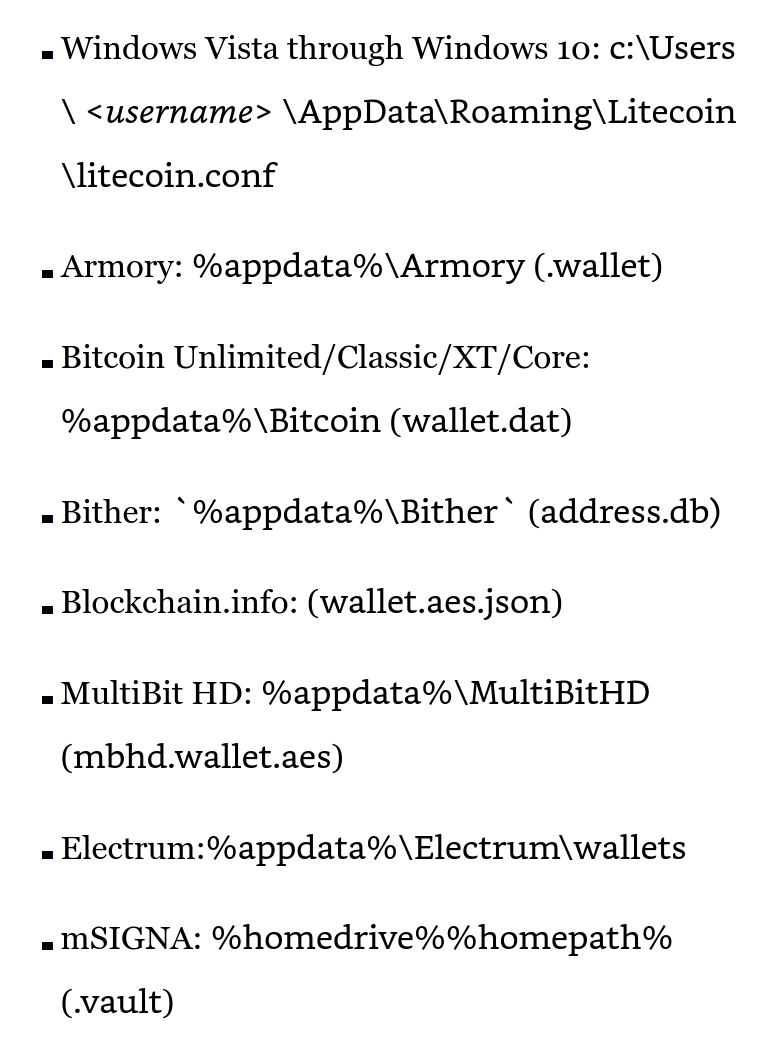 ▪ Windows Vista through Windows 10: c:\Users
\ <username> \AppData\Roaming\Litecoin
\litecoin.conf
▪ Armory: %appdata%\Armory (.wallet)
▪ Bitcoin Unlimited/Classic/XT/Core:
%appdata%\Bitcoin (wallet.dat)
▪ Bither: `%appdata%\Bither` (address.db)
▪ Blockchain.info: (wallet.aes.json)
▪ MultiBit HD: %appdata%\MultiBitHD
(mbhd.wallet.aes)
▪ Electrum:%appdata%\Electrum\wallets
▪ mSIGNA: %homedrive%%homepath%
(.vault)